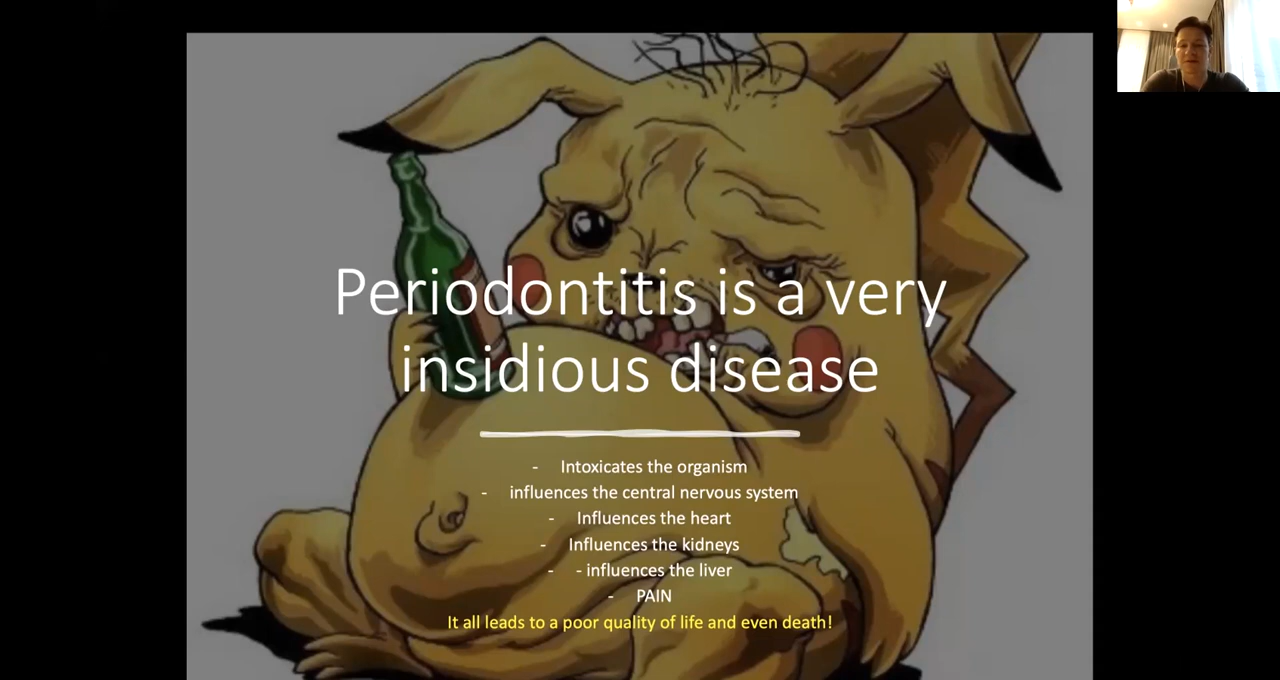 Periodontitis is a very
insidious disease
- Intoxicates the organism
- influences the central nervous system
- Influences the heart
- Influences the kidneys
- - influences the liver
- PAIN
It all leads to a poor quality of life and even death!